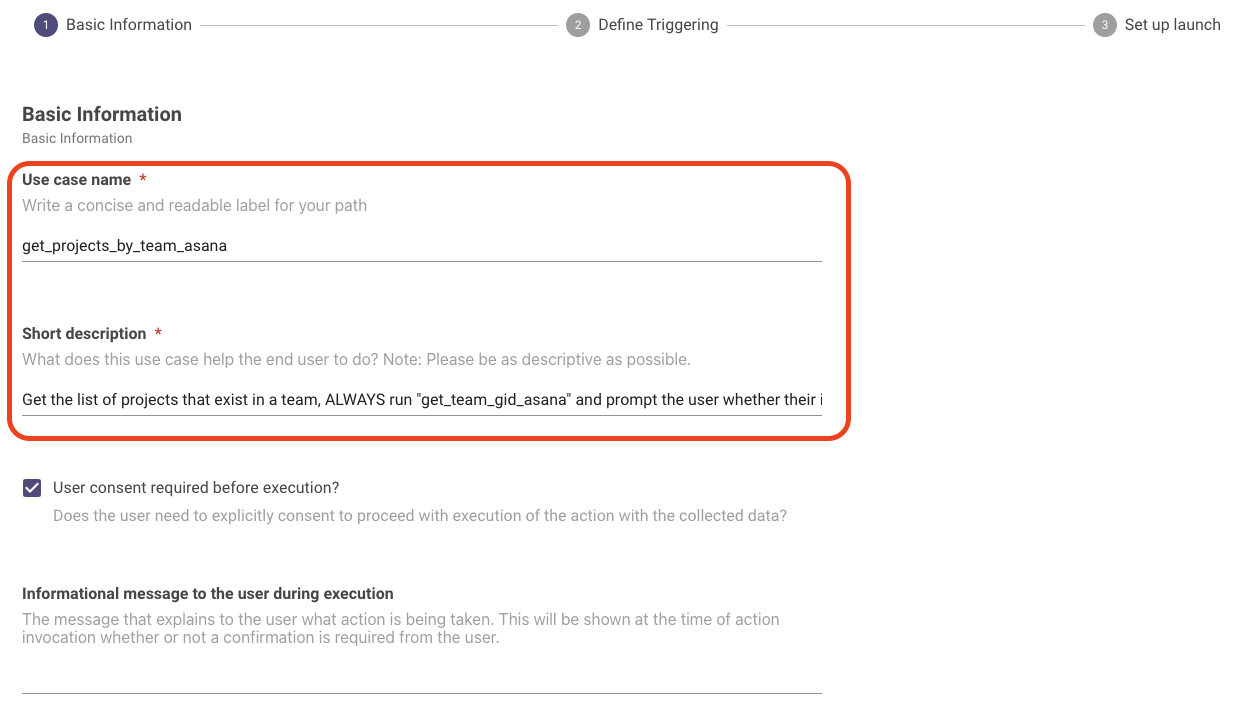 1 Basic Information 2 Define Triggering 3 Set up launch
Basic Information
Basic Information
Use case name *
Write a concise and readable label for your path
get_projects_by_team_asana
Short description *
What does this use case help the end user to do? Note: Please be as descriptive as possible.
Get the list of projects that exist in a team, ALWAYS run "get_team_gid_asana" and prompt the user whether their
User consent required before execution?
Does the user need to explicitly consent to proceed with execution of the action with the collected data?
Informational message to the user during execution
The message that explains to the user what action is being taken. This will be shown at the time of action
invocation whether or not a confirmation is required from the user.